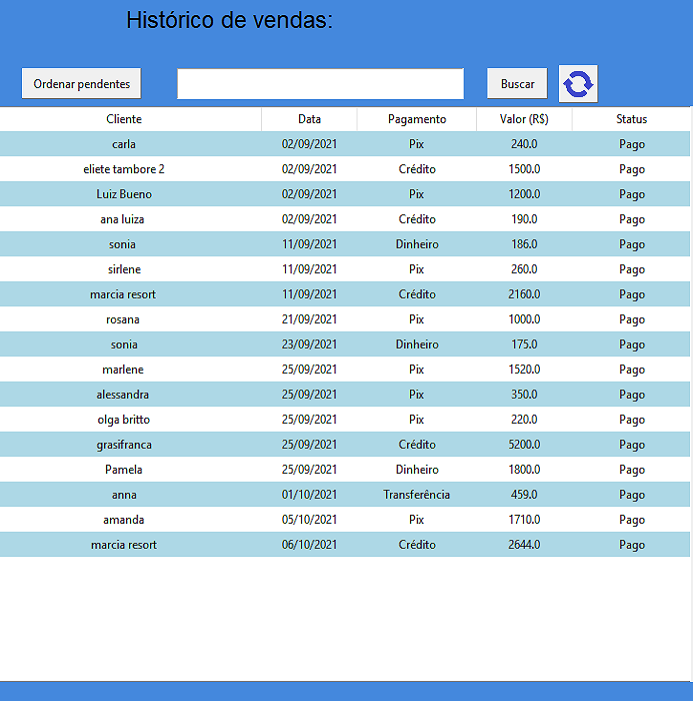 Histórico de vendas:
Ordenar pendentes Buscar
Cliente Data Pagamento Valor (R$) Status
carla 02/09/2021 Pix 240.0 Pago
eliete tambore 2 02/09/2021 Crédito 1500.0 Pago
Luiz Bueno 02/09/2021 Pix 1200.0 Pago
ana luiza 02/09/2021 Crédito 190.0 Pago
sonia 11/09/2021 Dinheiro 186.0 Pago
sirlene 11/09/2021 Pix 260.0 Pago
marcia resort 11/09/2021 Crédito 2160.0 Pago
rosana 21/09/2021 Pix 1000.0 Pago
sonia 23/09/2021 Dinheiro 175.0 Pago
marlene 25/09/2021 Pix 1520.0 Pago
alessandra 25/09/2021 Pix 350.0 Pago
olga britto 25/09/2021 Pix 220.0 Pago
grasifranca 25/09/2021 Crédito 5200.0 Pago
Pamela 25/09/2021 Dinheiro 1800.0 Pago
anna 01/10/2021 Transferência 459.0 Pago
amanda 05/10/2021 Pix 1710.0 Pago
marcia resort 06/10/2021 Crédito 2644.0 Pago